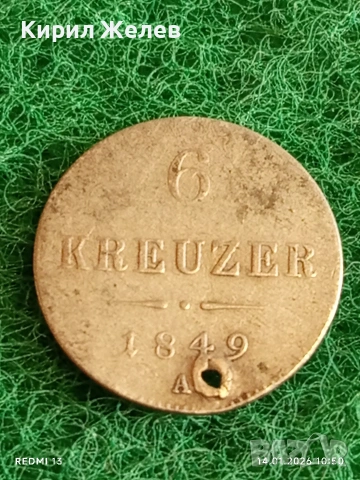 Кирил Желев
6
KREUZER
1849
A
REDMI 13
14.01.2026 10:50